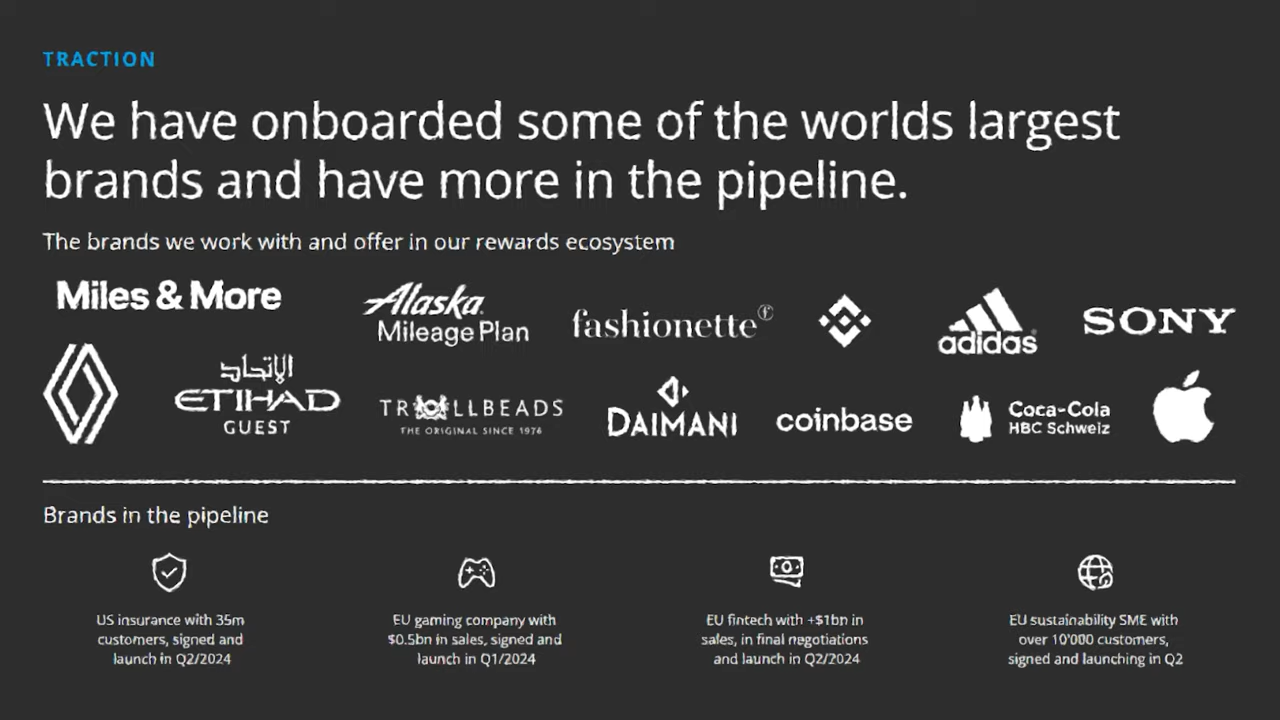 TRACTION
We have onboarded some of the worlds largest
brands and have more in the pipeline.
The brands we work with and offer in our rewards ecosystem
Miles & More
Alaska
Mileage Plan
fashionette f
adidas
SONY
الإتحاد
ETIHAD
GUEST
TROLLBEADS
THE ORIGINAL SINCE 1976
DAIMANI
coinbase
Coca-Cola
HBC Schweiz
Brands in the pipeline
US insurance with 35m
customers, signed and
launch in Q2/2024
EU gaming company with
$0.5bn in sales, signed and
launch in Q1/2024
EU fintech with +$1bn in
sales, in final negotiations
and launch in Q2/2024
EU sustainability SME with
over 10'000 customers,
signed and launching in Q2